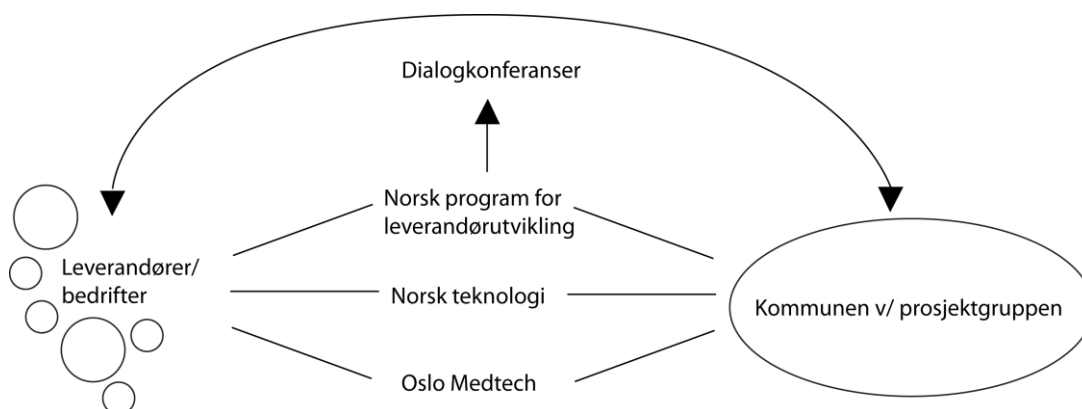 Dialogkonferanser
Norsk program for
leverandørutvikling
Leverandører/
bedrifter
Norsk teknologi
Kommunen v/ prosjektgruppen
Oslo Medtech